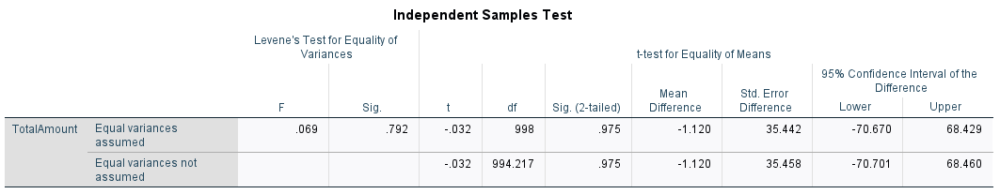 Independent Samples Test
Levene's Test for Equality of
Variances
t-test for Equality of Means
95% Confidence Interval of the
Difference
F Sig. t df Sig. (2-tailed) Mean
Difference Std. Error
Difference Lower Upper
TotalAmount Equal variances
assumed .069 .792 -.032 998 .975 -1.120 35.442 -70.670 68.429
Equal variances not
assumed -.032 994.217 .975 -1.120 35.458 -70.701 68.460